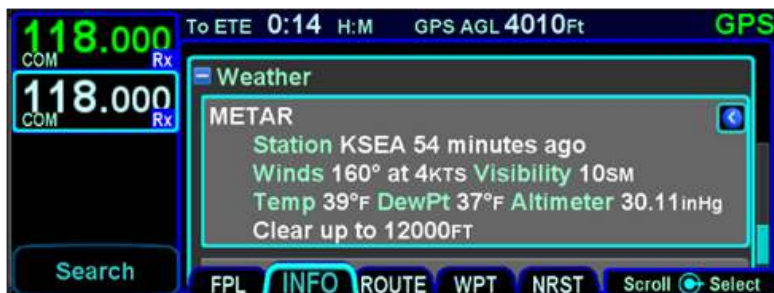 118.000
COM Rx
118.000
COM Rx
Search
To ETE 0:14 H:M GPS AGL 4010Ft GPS
Weather
METAR
Station KSEA 54 minutes ago
Winds 160° at 4KTS Visibility 10SM
Temp 39°F DewPt 37°F Altimeter 30.11inHg
Clear up to 12000FT
FPL INFO ROUTE WPT NRST Scroll Select